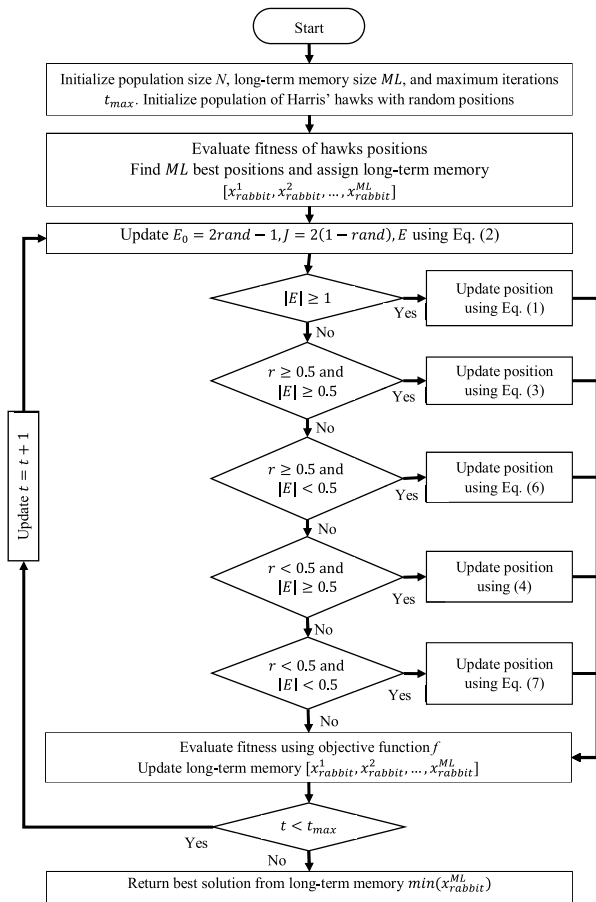 Start
Initialize population size N, long-term memory size ML, and maximum iterations
t_max. Initialize population of Harris' hawks with random positions
Evaluate fitness of hawks positions
Find ML best positions and assign long-term memory
[x_rabbit^1, x_rabbit^2, ..., x_rabbit^ML]
Update E_0 = 2rand − 1, J = 2(1 − rand), E using Eq. (2)
|E| ≥ 1
Yes
Update position
using Eq. (1)
No
r ≥ 0.5 and
|E| ≥ 0.5
Yes
Update position
using Eq. (3)
No
r ≥ 0.5 and
|E| < 0.5
Yes
Update position
using Eq. (6)
No
r < 0.5 and
|E| ≥ 0.5
Yes
Update position
using (4)
No
r < 0.5 and
|E| < 0.5
Yes
Update position
using Eq. (7)
No
Update t = t + 1
Evaluate fitness using objective function f
Update long-term memory [x_rabbit^1, x_rabbit^2, ..., x_rabbit^ML]
t < t_max
Yes
No
Return best solution from long-term memory min(x_rabbit^ML)